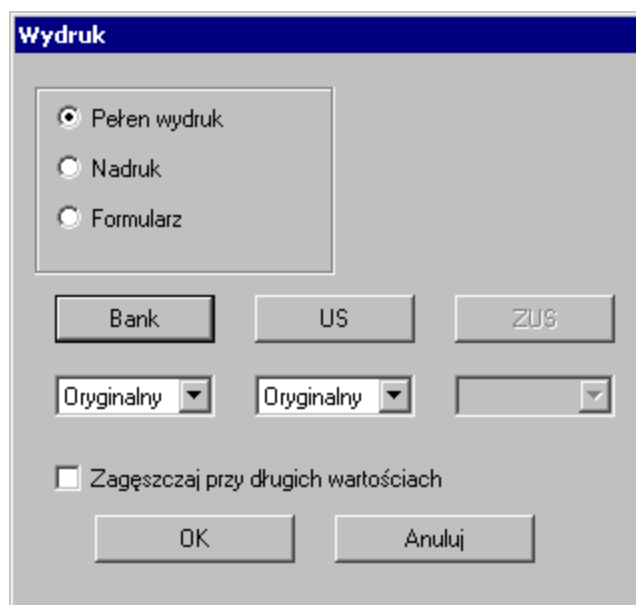 Wydruk
Pełen wydruk
Nadruk
Formularz
Bank US ZUS
Oryginalny Oryginalny
Zagęszczaj przy długich wartościach
OK Anuluj